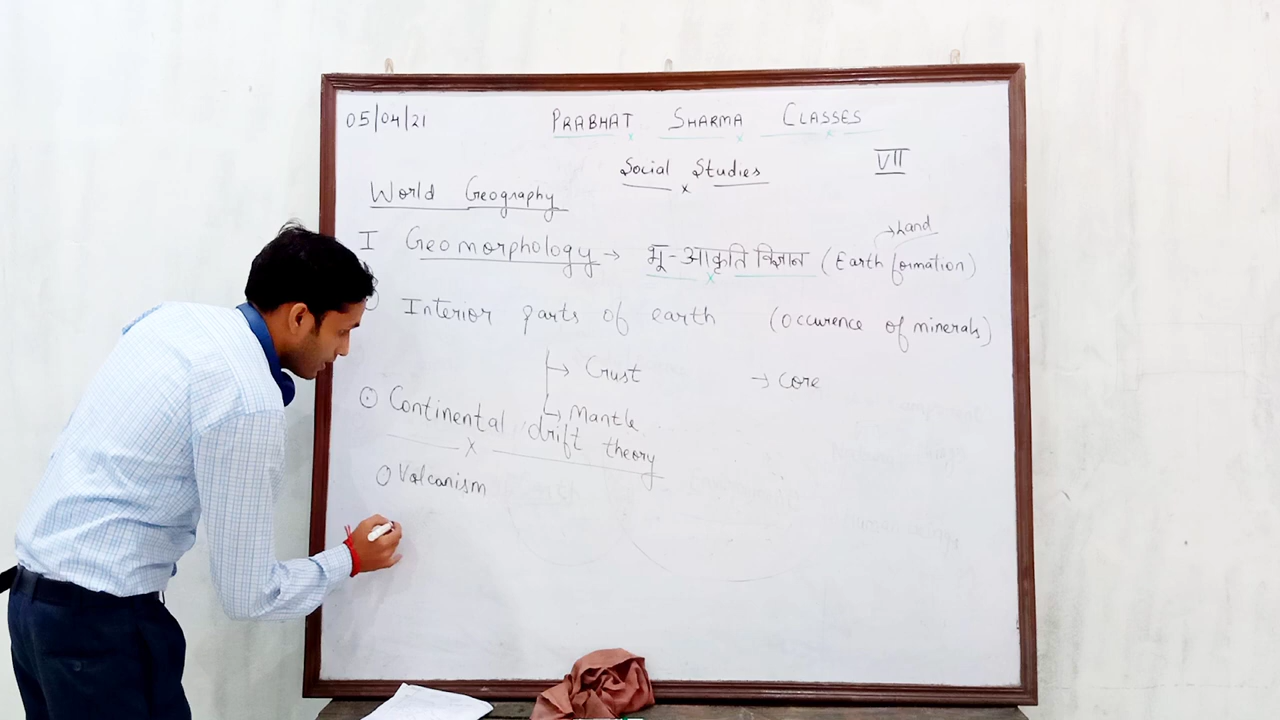 05/04/21 PRABHAT SHARMA CLASSES
Social Studies VII
World Geography
→ Land
I Geomorphology → भू-आकृति विज्ञान (Earth formation)
Interior parts of earth (Occurence of minerals)
→ Crust → Core
→ Mantle
Continental drift theory
Volcanism